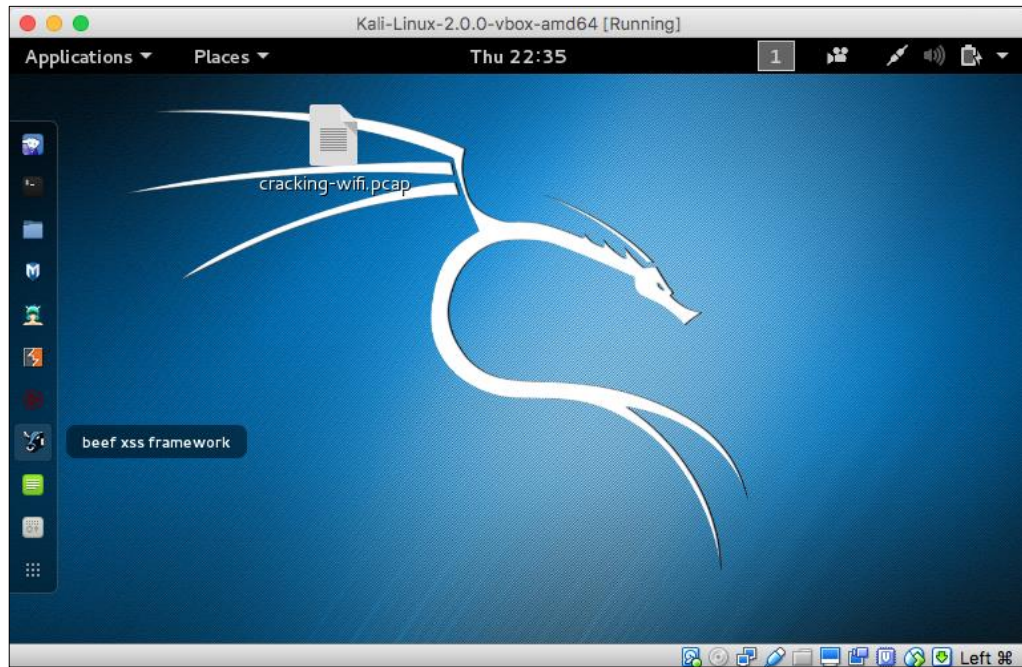 Kali-Linux-2.0.0-vbox-amd64 [Running]
Applications Places Thu 22:35 1
cracking-wifi.pcap
beef xss framework
Left ⌘